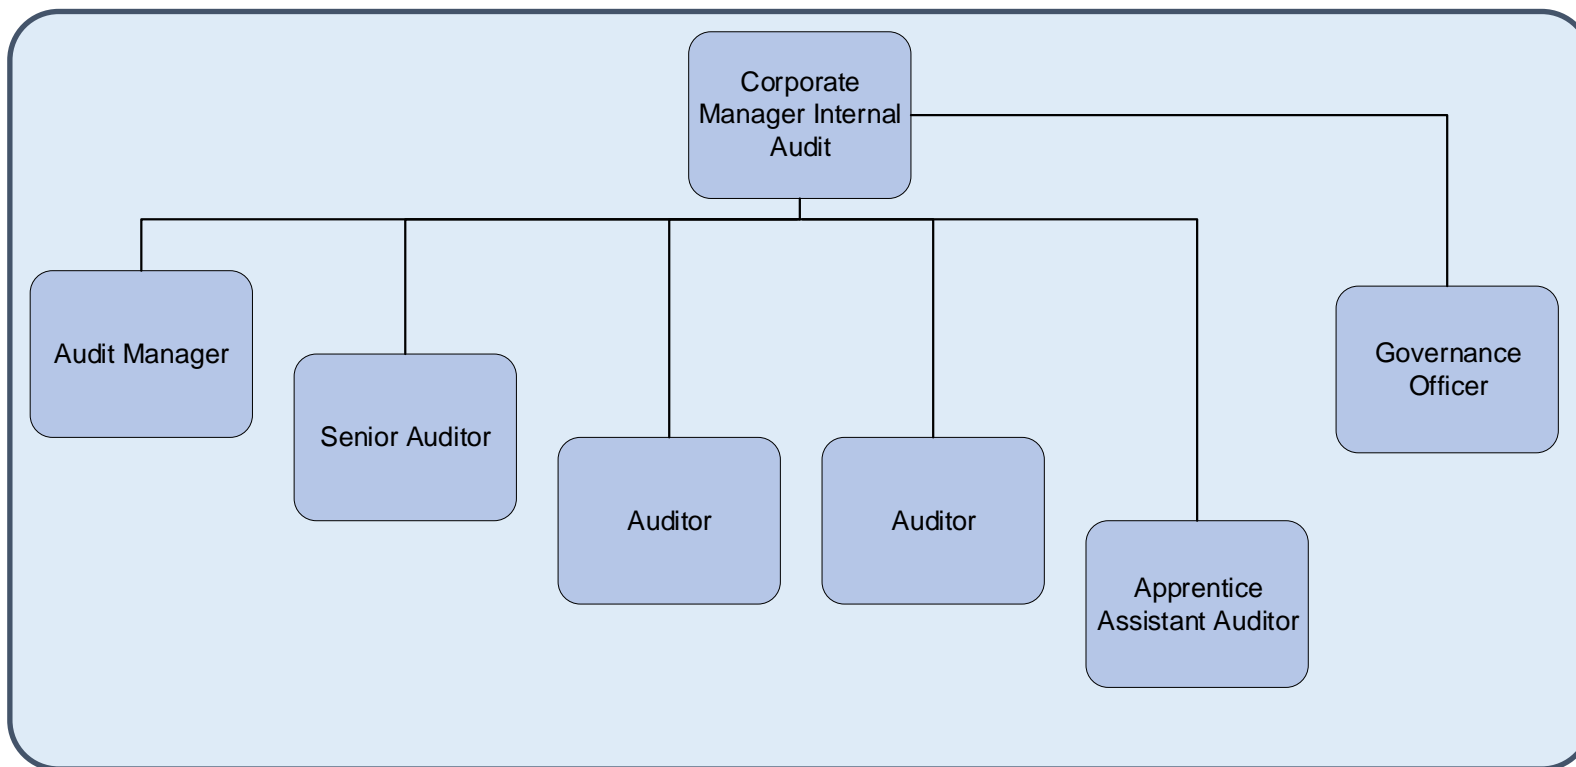 Corporate
Manager Internal
Audit
Audit Manager
Senior Auditor
Auditor
Auditor
Apprentice
Assistant Auditor
Governance
Officer